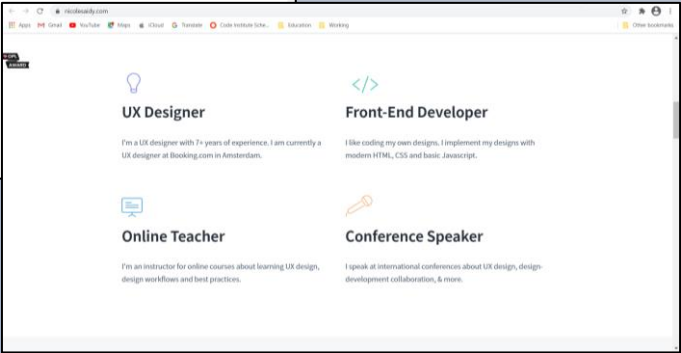 nicolesaidy.com
Apps Gmail YouTube Maps iCloud Translate Code Institute Sche... Education Working Other bookmarks
UX Designer
I'm a UX designer with 7+ years of experience. I am currently a
UX designer at Booking.com in Amsterdam.
Front-End Developer
I like coding my own designs. I implement my designs with
modern HTML, CSS and basic Javascript.
Online Teacher
I'm an instructor for online courses about learning UX design,
design workflows and best practices.
Conference Speaker
I speak at international conferences about UX design, design-
development collaboration, & more.